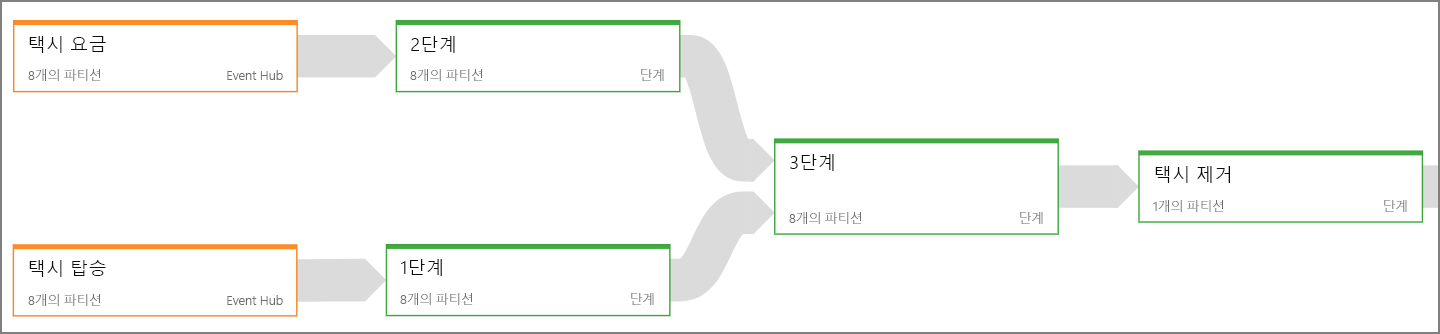 택시 요금
8개의 파티션 Event Hub
2단계
8개의 파티션 단계
택시 탑승
8개의 파티션 Event Hub
1단계
8개의 파티션 단계
3단계
8개의 파티션 단계
택시 제거
1개의 파티션 단계